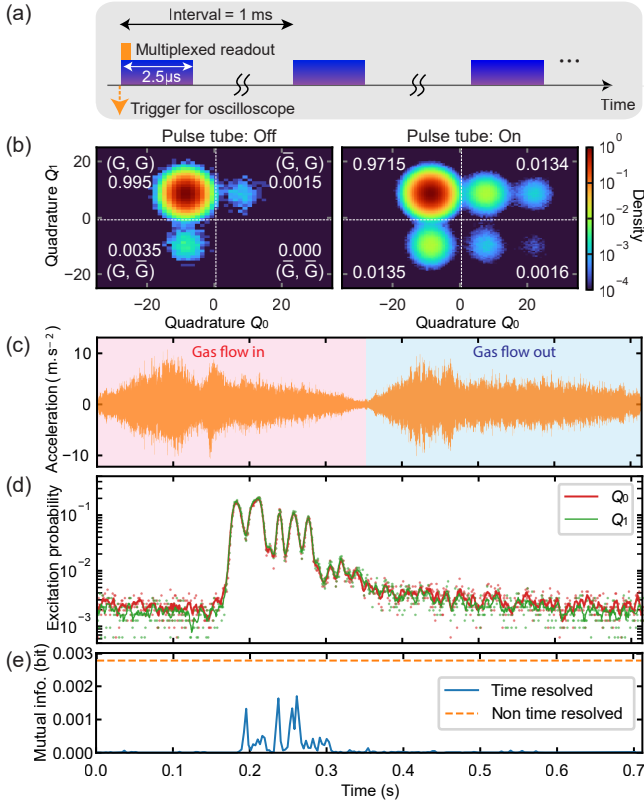 (a)
Interval = 1 ms
Multiplexed readout
2.5µs
Trigger for oscilloscope
Time
(b)
Pulse tube: Off
Pulse tube: On
Quadrature Q₁
20
0
−20
(G, G)
0.995
(G̅, G)
0.0015
0.0035
(G, G̅)
0.000
(G̅, G̅)
0.9715
0.0134
0.0135
0.0016
−20 0 20
−20 0 20
Quadrature Q₀
Quadrature Q₀
10⁰
10⁻¹
10⁻²
10⁻³
10⁻⁴
Density
(c)
Acceleration ( m.s⁻²)
10
0
−10
Gas flow in
Gas flow out
(d)
Excitation probability
10⁻¹
10⁻²
10⁻³
Q₀
Q₁
(e)
Mutual info. (bit)
0.003
0.002
0.001
0.000
Time resolved
Non time resolved
0.0 0.1 0.2 0.3 0.4 0.5 0.6 0.7
Time (s)